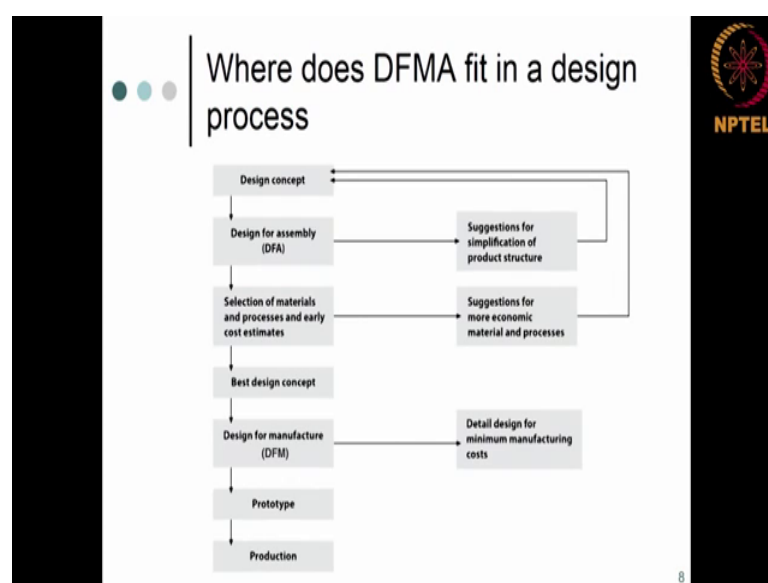 Where does DFMA fit in a design
process
NPTEL
Design concept
Design for assembly
(DFA)
Suggestions for
simplification of
product structure
Selection of materials
and processes and early
cost estimates
Suggestions for
more economic
material and processes
Best design concept
Design for manufacture
(DFM)
Detail design for
minimum manufacturing
costs
Prototype
Production
8